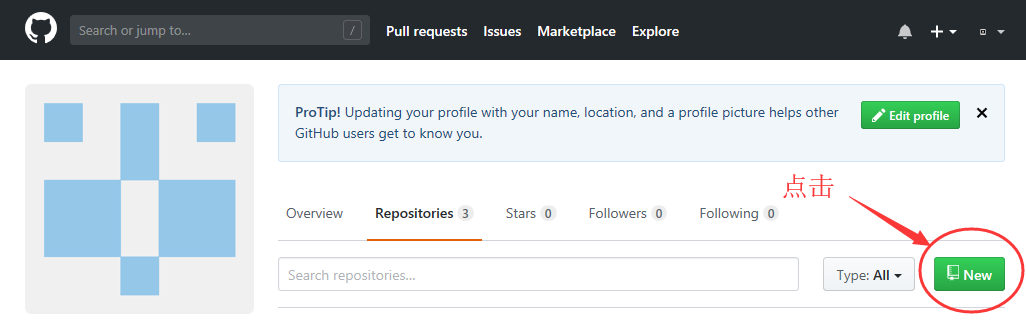 Search or jump to... / Pull requests Issues Marketplace Explore
ProTip! Updating your profile with your name, location, and a profile picture helps other
GitHub users get to know you.
Edit profile
点击
Overview Repositories 3 Stars 0 Followers 0 Following 0
Search repositories... Type: All New